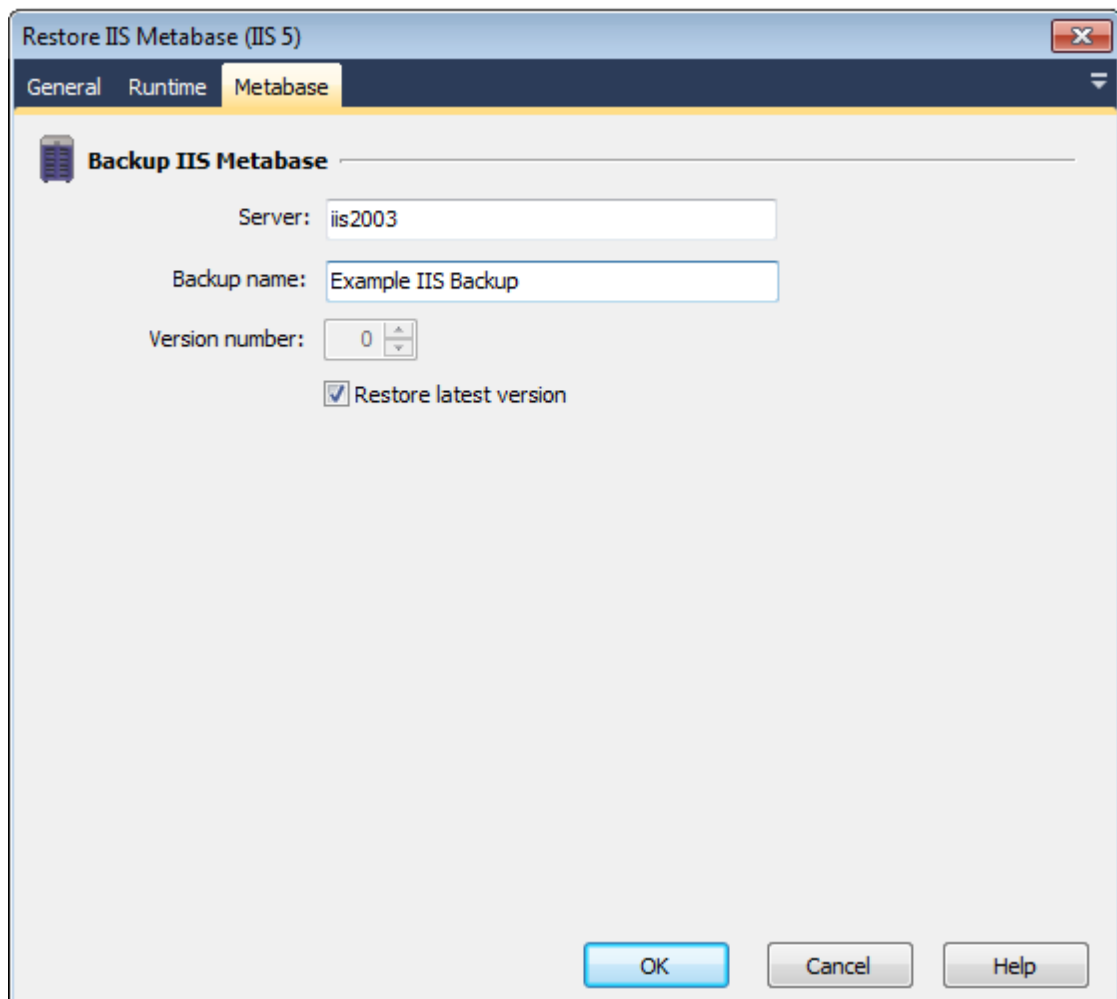 Restore IIS Metabase (IIS 5)
General Runtime Metabase
Backup IIS Metabase
Server: iis2003
Backup name: Example IIS Backup
Version number: 0
Restore latest version
OK Cancel Help